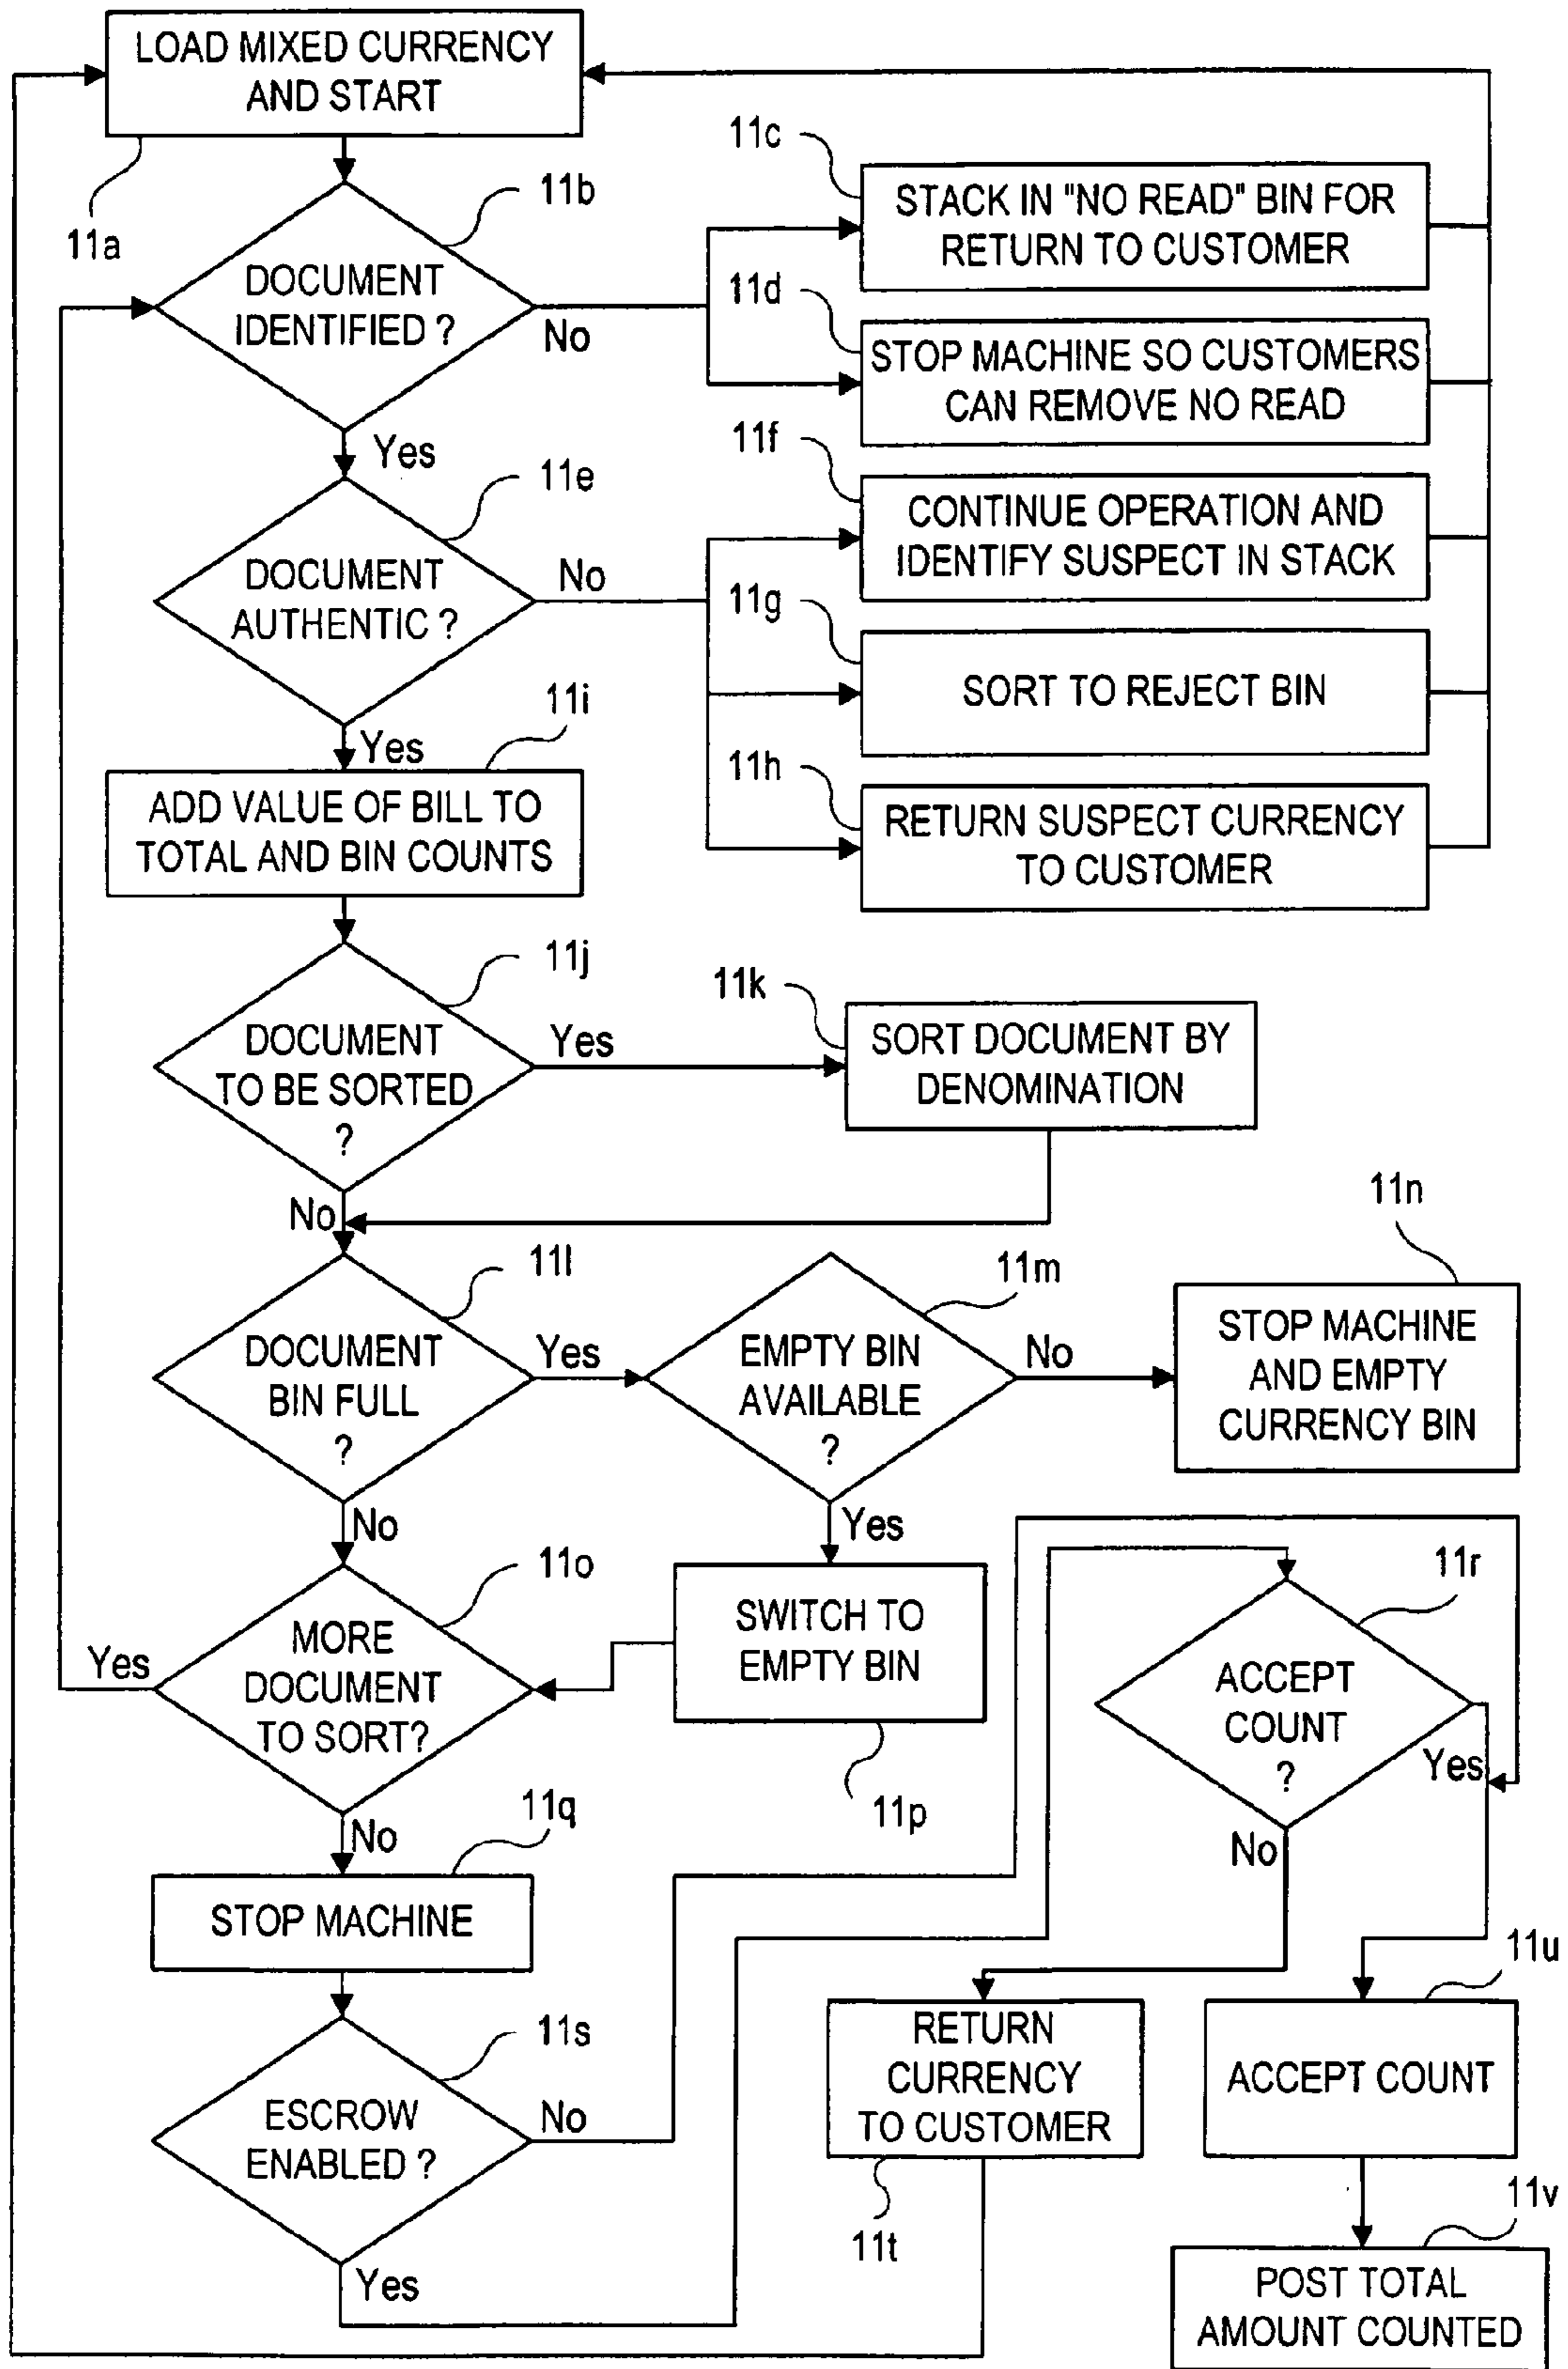 LOAD MIXED CURRENCY
AND START
11a
11b
DOCUMENT
IDENTIFIED ?
No
Yes
11c
STACK IN "NO READ" BIN FOR
RETURN TO CUSTOMER
11d
STOP MACHINE SO CUSTOMERS
CAN REMOVE NO READ
11e
DOCUMENT
AUTHENTIC ?
No
Yes
11f
CONTINUE OPERATION AND
IDENTIFY SUSPECT IN STACK
11g
SORT TO REJECT BIN
11h
RETURN SUSPECT CURRENCY
TO CUSTOMER
11i
ADD VALUE OF BILL TO
TOTAL AND BIN COUNTS
11j
DOCUMENT
TO BE SORTED
?
Yes
No
11k
SORT DOCUMENT BY
DENOMINATION
11l
DOCUMENT
BIN FULL
?
Yes
No
11m
EMPTY BIN
AVAILABLE
?
No
Yes
11n
STOP MACHINE
AND EMPTY
CURRENCY BIN
11o
MORE
DOCUMENT
TO SORT?
Yes
No
SWITCH TO
EMPTY BIN
11p
11r
ACCEPT
COUNT
?
Yes
No
11q
STOP MACHINE
11s
ESCROW
ENABLED ?
No
Yes
RETURN
CURRENCY
TO CUSTOMER
11t
11u
ACCEPT COUNT
11v
POST TOTAL
AMOUNT COUNTED